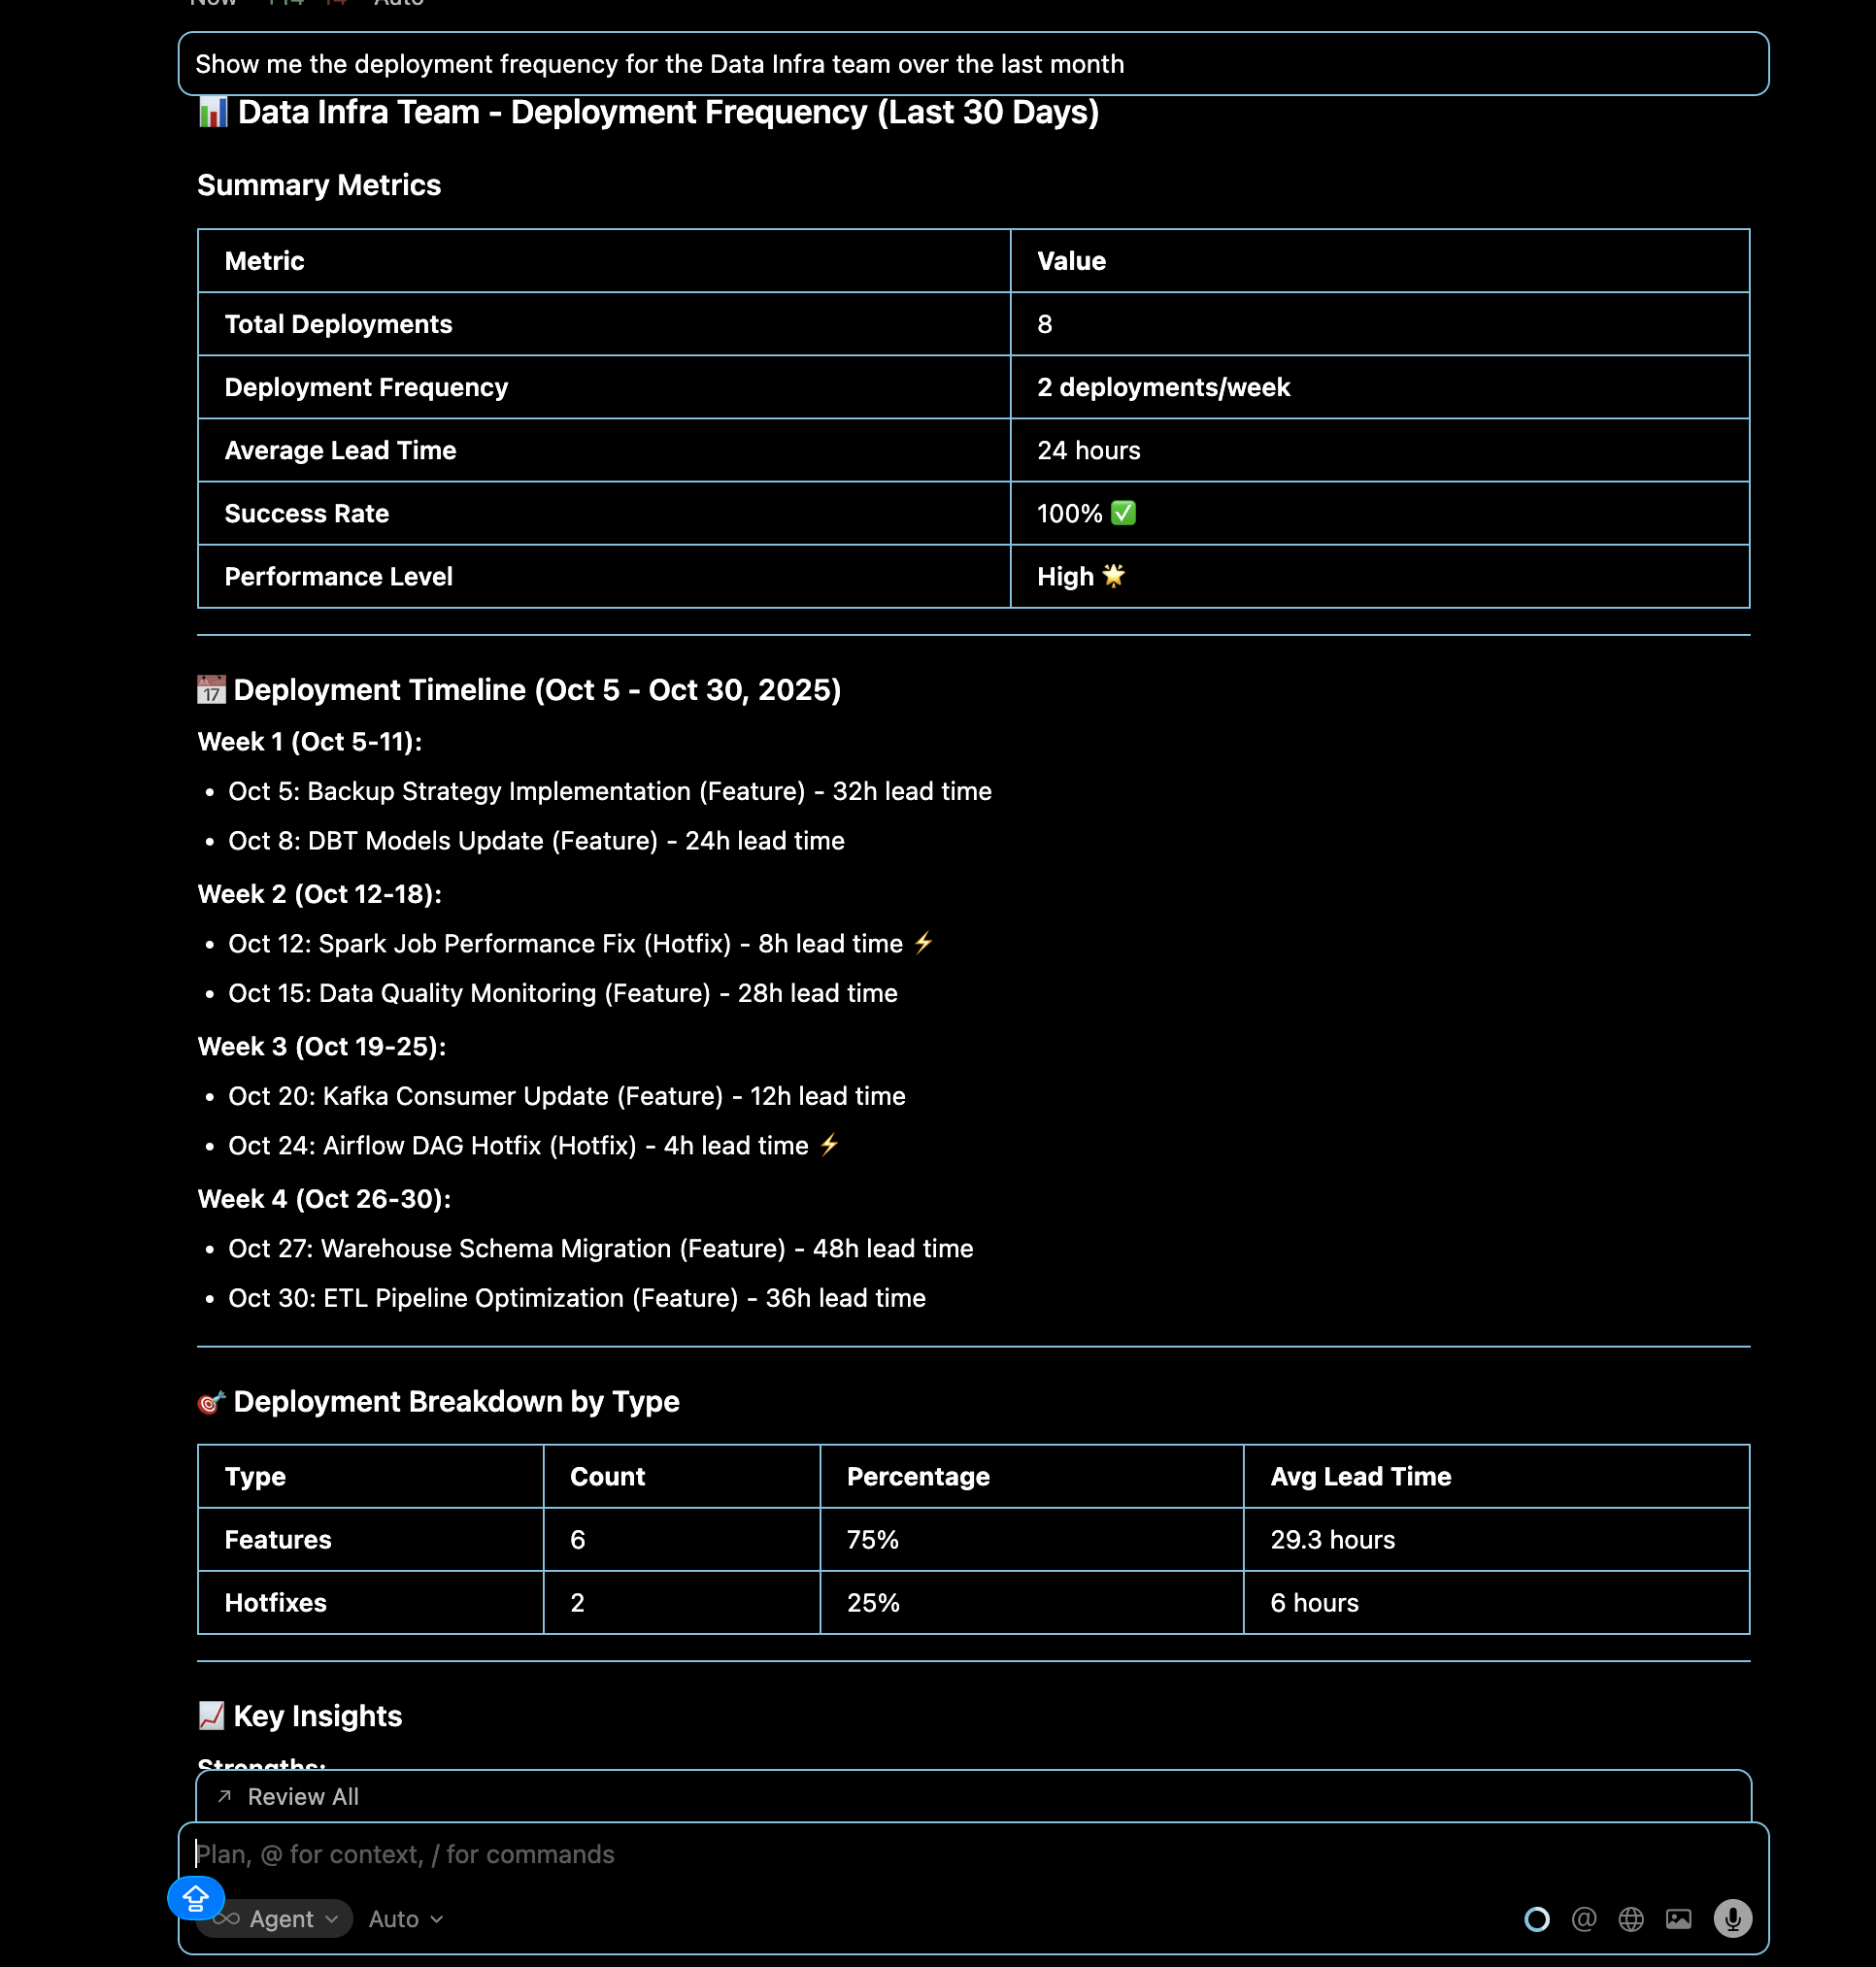 Now +14 -14 Auto
Show me the deployment frequency for the Data Infra team over the last month
📊 Data Infra Team - Deployment Frequency (Last 30 Days)
Summary Metrics
Metric Value
Total Deployments 8
Deployment Frequency 2 deployments/week
Average Lead Time 24 hours
Success Rate 100% ✅
Performance Level High 🌟
📅 Deployment Timeline (Oct 5 - Oct 30, 2025)
Week 1 (Oct 5-11):
• Oct 5: Backup Strategy Implementation (Feature) - 32h lead time
• Oct 8: DBT Models Update (Feature) - 24h lead time
Week 2 (Oct 12-18):
• Oct 12: Spark Job Performance Fix (Hotfix) - 8h lead time ⚡
• Oct 15: Data Quality Monitoring (Feature) - 28h lead time
Week 3 (Oct 19-25):
• Oct 20: Kafka Consumer Update (Feature) - 12h lead time
• Oct 24: Airflow DAG Hotfix (Hotfix) - 4h lead time ⚡
Week 4 (Oct 26-30):
• Oct 27: Warehouse Schema Migration (Feature) - 48h lead time
• Oct 30: ETL Pipeline Optimization (Feature) - 36h lead time
🎯 Deployment Breakdown by Type
Type Count Percentage Avg Lead Time
Features 6 75% 29.3 hours
Hotfixes 2 25% 6 hours
📈 Key Insights
Strengths:
↗ Review All
Plan, @ for context, / for commands
∞ Agent Auto